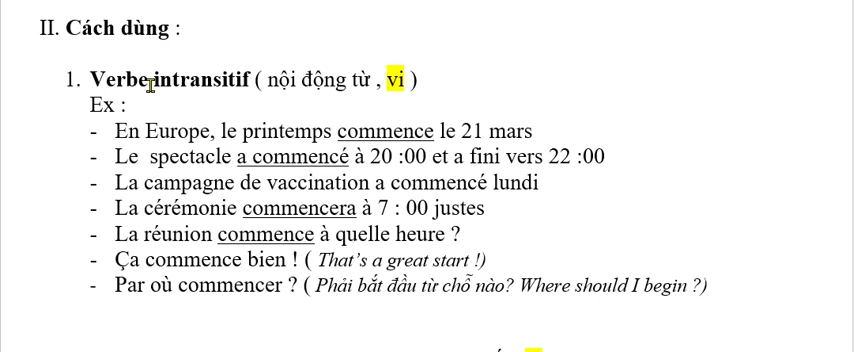 II. Cách dùng :
1. Verbe intransitif ( nội động từ , vi )
Ex :
- En Europe, le printemps commence le 21 mars
- Le spectacle a commencé à 20 :00 et a fini vers 22 :00
- La campagne de vaccination a commencé lundi
- La cérémonie commencera à 7 : 00 justes
- La réunion commence à quelle heure ?
- Ça commence bien ! ( That’s a great start !)
- Par où commencer ? ( Phải bắt đầu từ chỗ nào? Where should I begin ?)